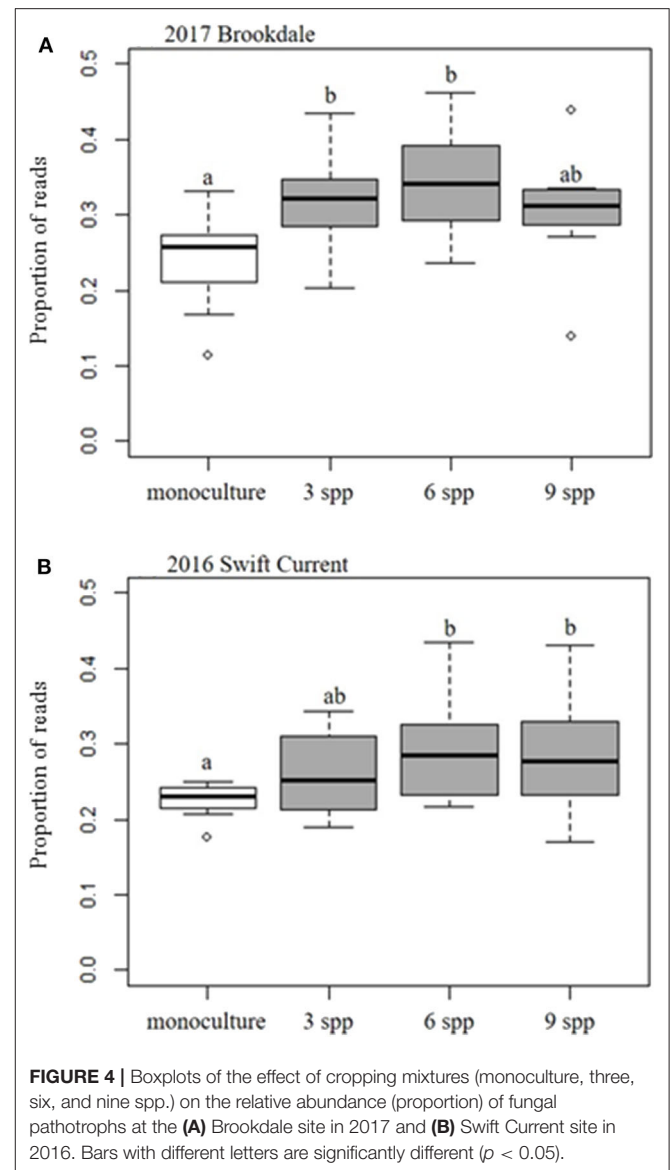 A
2017 Brookdale
Proportion of reads
0.5
0.4
0.3
0.2
0.1
0.0
a
b
b
ab
monoculture 3 spp 6 spp 9 spp
B
2016 Swift Current
Proportion of reads
0.5
0.4
0.3
0.2
0.1
0.0
a
ab
b
b
monoculture 3 spp 6 spp 9 spp
FIGURE 4 | Boxplots of the effect of cropping mixtures (monoculture, three,
six, and nine spp.) on the relative abundance (proportion) of fungal
pathotrophs at the (A) Brookdale site in 2017 and (B) Swift Current site in
2016. Bars with different letters are significantly different (p < 0.05).